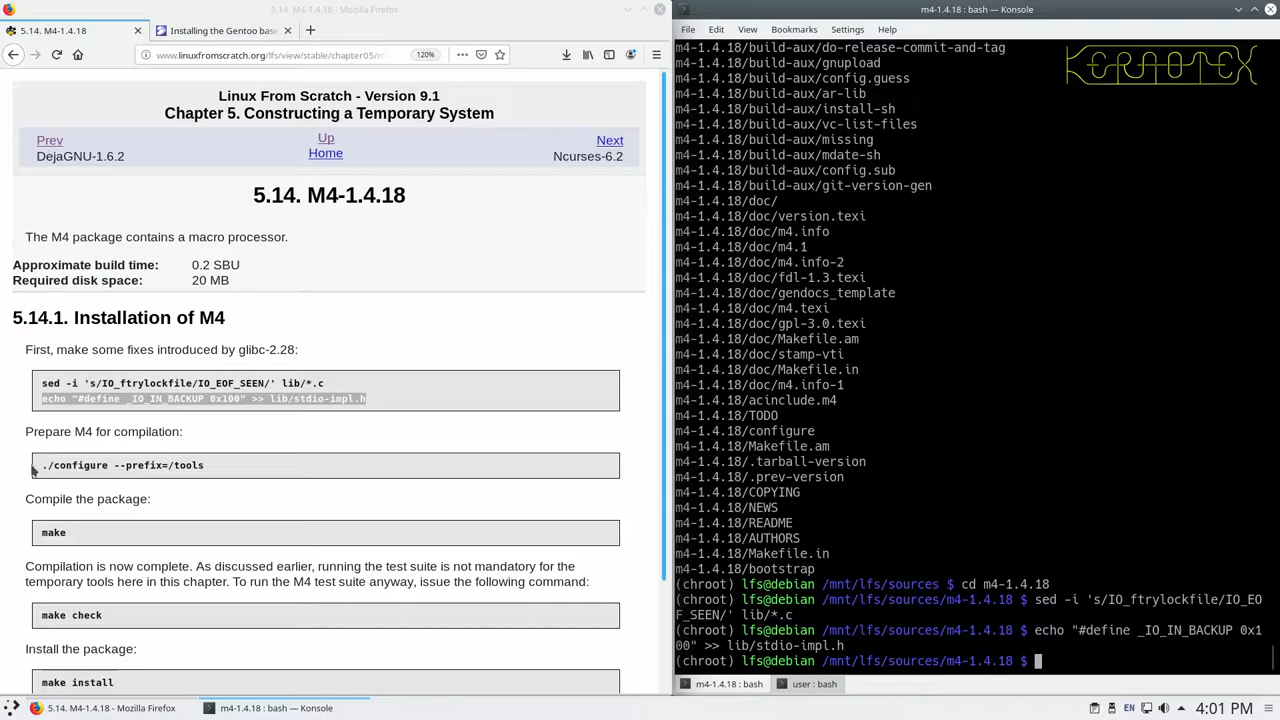 5.14. M4-1.4.18 - Mozilla Firefox
5.14. M4-1.4.18
Installing the Gentoo base
www.linuxfromscratch.org/lfs/view/stable/chapter05/m
120%
Linux From Scratch - Version 9.1
Chapter 5. Constructing a Temporary System
Prev
Up
Next
DejaGNU-1.6.2
Home
Ncurses-6.2
5.14. M4-1.4.18
The M4 package contains a macro processor.
Approximate build time: 0.2 SBU
Required disk space: 20 MB
5.14.1. Installation of M4
First, make some fixes introduced by glibc-2.28:
sed -i 's/IO_ftrylockfile/IO_EOF_SEEN/' lib/*.c
echo "#define _IO_IN_BACKUP 0x100" >> lib/stdio-impl.h
Prepare M4 for compilation:
./configure --prefix=/tools
Compile the package:
make
Compilation is now complete. As discussed earlier, running the test suite is not mandatory for the
temporary tools here in this chapter. To run the M4 test suite anyway, issue the following command:
make check
Install the package:
make install
m4-1.4.18 : bash — Konsole
File Edit View Bookmarks Settings Help
KERNOTEX
m4-1.4.18/build-aux/do-release-commit-and-tag
m4-1.4.18/build-aux/gnupload
m4-1.4.18/build-aux/config.guess
m4-1.4.18/build-aux/ar-lib
m4-1.4.18/build-aux/install-sh
m4-1.4.18/build-aux/vc-list-files
m4-1.4.18/build-aux/missing
m4-1.4.18/build-aux/mdate-sh
m4-1.4.18/build-aux/config.sub
m4-1.4.18/build-aux/git-version-gen
m4-1.4.18/doc/
m4-1.4.18/doc/version.texi
m4-1.4.18/doc/m4.info
m4-1.4.18/doc/m4.1
m4-1.4.18/doc/m4.info-2
m4-1.4.18/doc/fdl-1.3.texi
m4-1.4.18/doc/gendocs_template
m4-1.4.18/doc/m4.texi
m4-1.4.18/doc/gpl-3.0.texi
m4-1.4.18/doc/Makefile.am
m4-1.4.18/doc/stamp-vti
m4-1.4.18/doc/Makefile.in
m4-1.4.18/doc/m4.info-1
m4-1.4.18/acinclude.m4
m4-1.4.18/TODO
m4-1.4.18/configure
m4-1.4.18/Makefile.am
m4-1.4.18/.tarball-version
m4-1.4.18/.prev-version
m4-1.4.18/COPYING
m4-1.4.18/NEWS
m4-1.4.18/README
m4-1.4.18/AUTHORS
m4-1.4.18/Makefile.in
m4-1.4.18/bootstrap
(chroot) lfs@debian /mnt/lfs/sources $ cd m4-1.4.18
(chroot) lfs@debian /mnt/lfs/sources/m4-1.4.18 $ sed -i 's/IO_ftrylockfile/IO_EO
F_SEEN/' lib/*.c
(chroot) lfs@debian /mnt/lfs/sources/m4-1.4.18 $ echo "#define _IO_IN_BACKUP 0x1
00" >> lib/stdio-impl.h
(chroot) lfs@debian /mnt/lfs/sources/m4-1.4.18 $
m4-1.4.18 : bash
user : bash
5.14. M4-1.4.18 - Mozilla Firefox
m4-1.4.18 : bash — Konsole
EN
4:01 PM